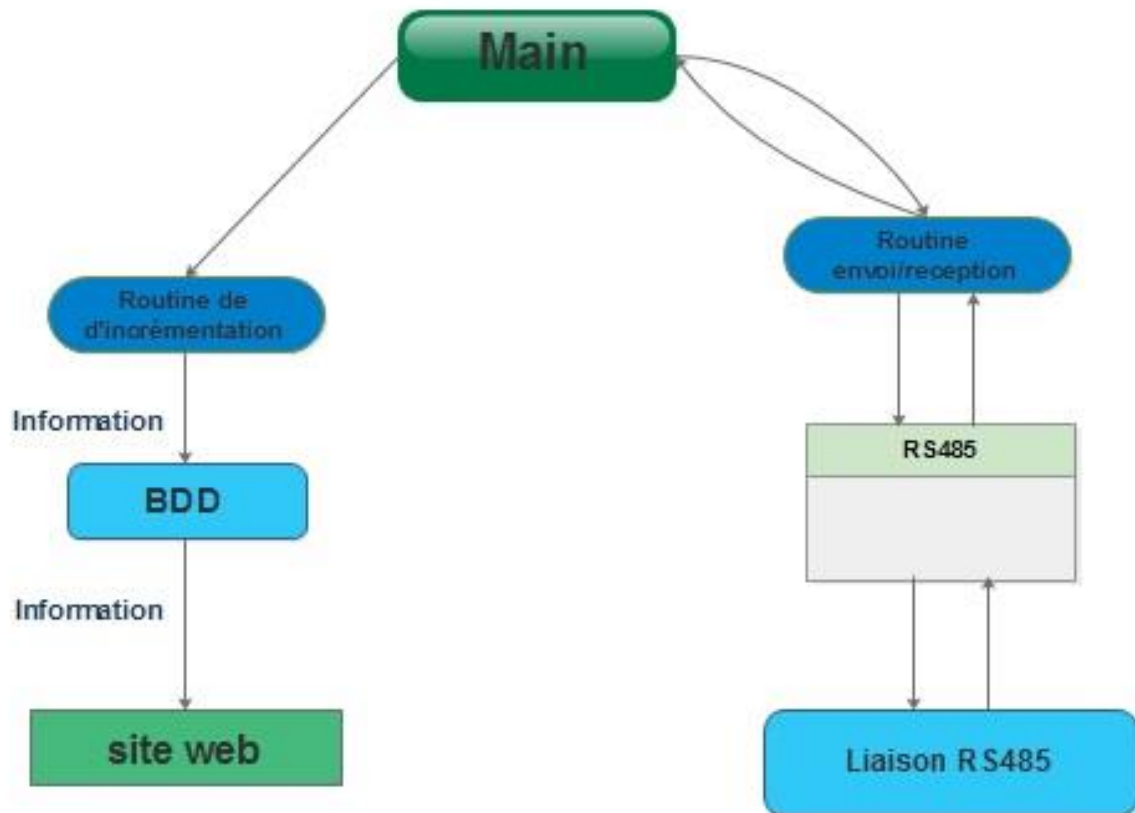 Main
Routine
envoi/reception
Routine de
d'incrémentation
Information
RS485
BDD
Information
site web
Liaison RS485